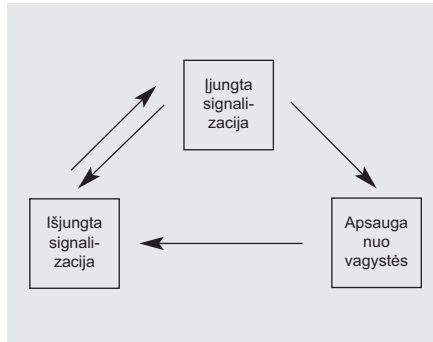 Įjungta
signali-
zacija
Išjungta
signali-
zacija
Apsauga
nuo
vagystės